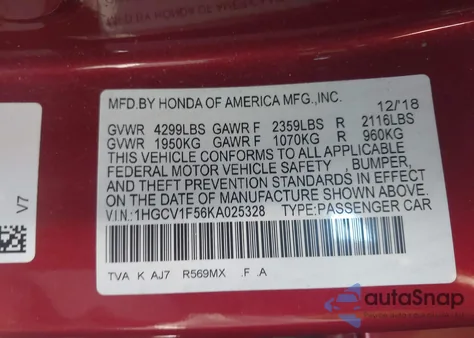 MFD.BY HONDA OF AMERICA MFG.,INC. 12/'18
GVWR 4299LBS GAWR F 2359LBS R 2116LBS
GVWR 1950KG GAWR F 1070KG R 960KG
THIS VEHICLE CONFORMS TO ALL APPLICABLE
FEDERAL MOTOR VEHICLE SAFETY, BUMPER,
AND THEFT PREVENTION STANDARDS IN EFFECT
ON THE DATE OF MANUFACTURE SHOWN ABOVE.
V.I.N.:1HGCV1F56KA025328 TYPE:PASSENGER CAR
TVA K AJ7 R569MX .F .A
V7
autoSnap